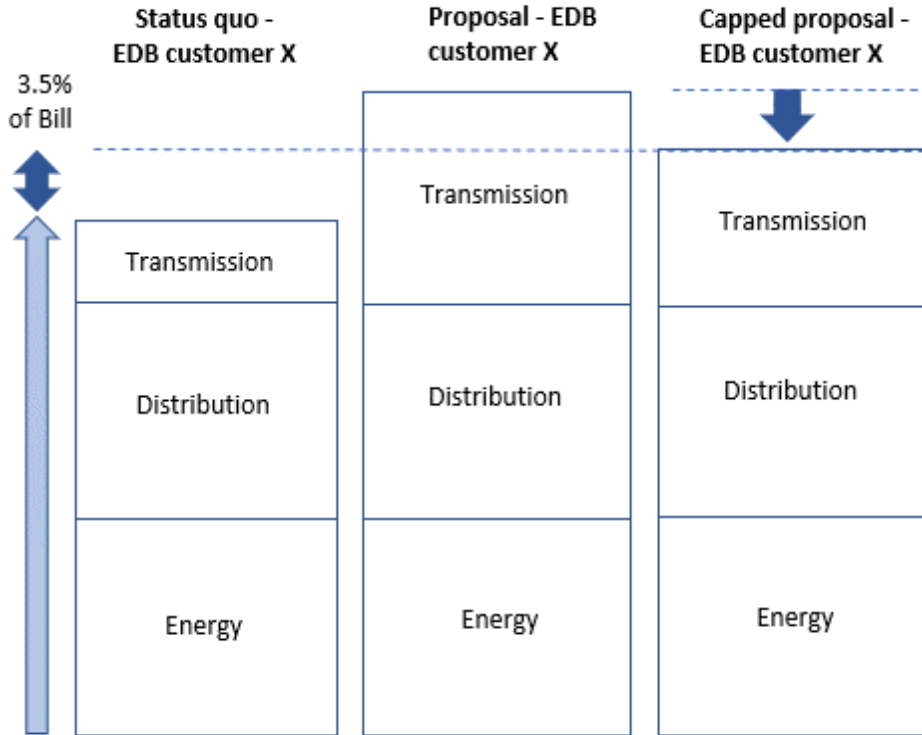 Status quo -
EDB customer X
Proposal - EDB
customer X
Capped proposal -
EDB customer X
3.5%
of Bill
Transmission
Transmission
Transmission
Distribution
Distribution
Distribution
Energy
Energy
Energy